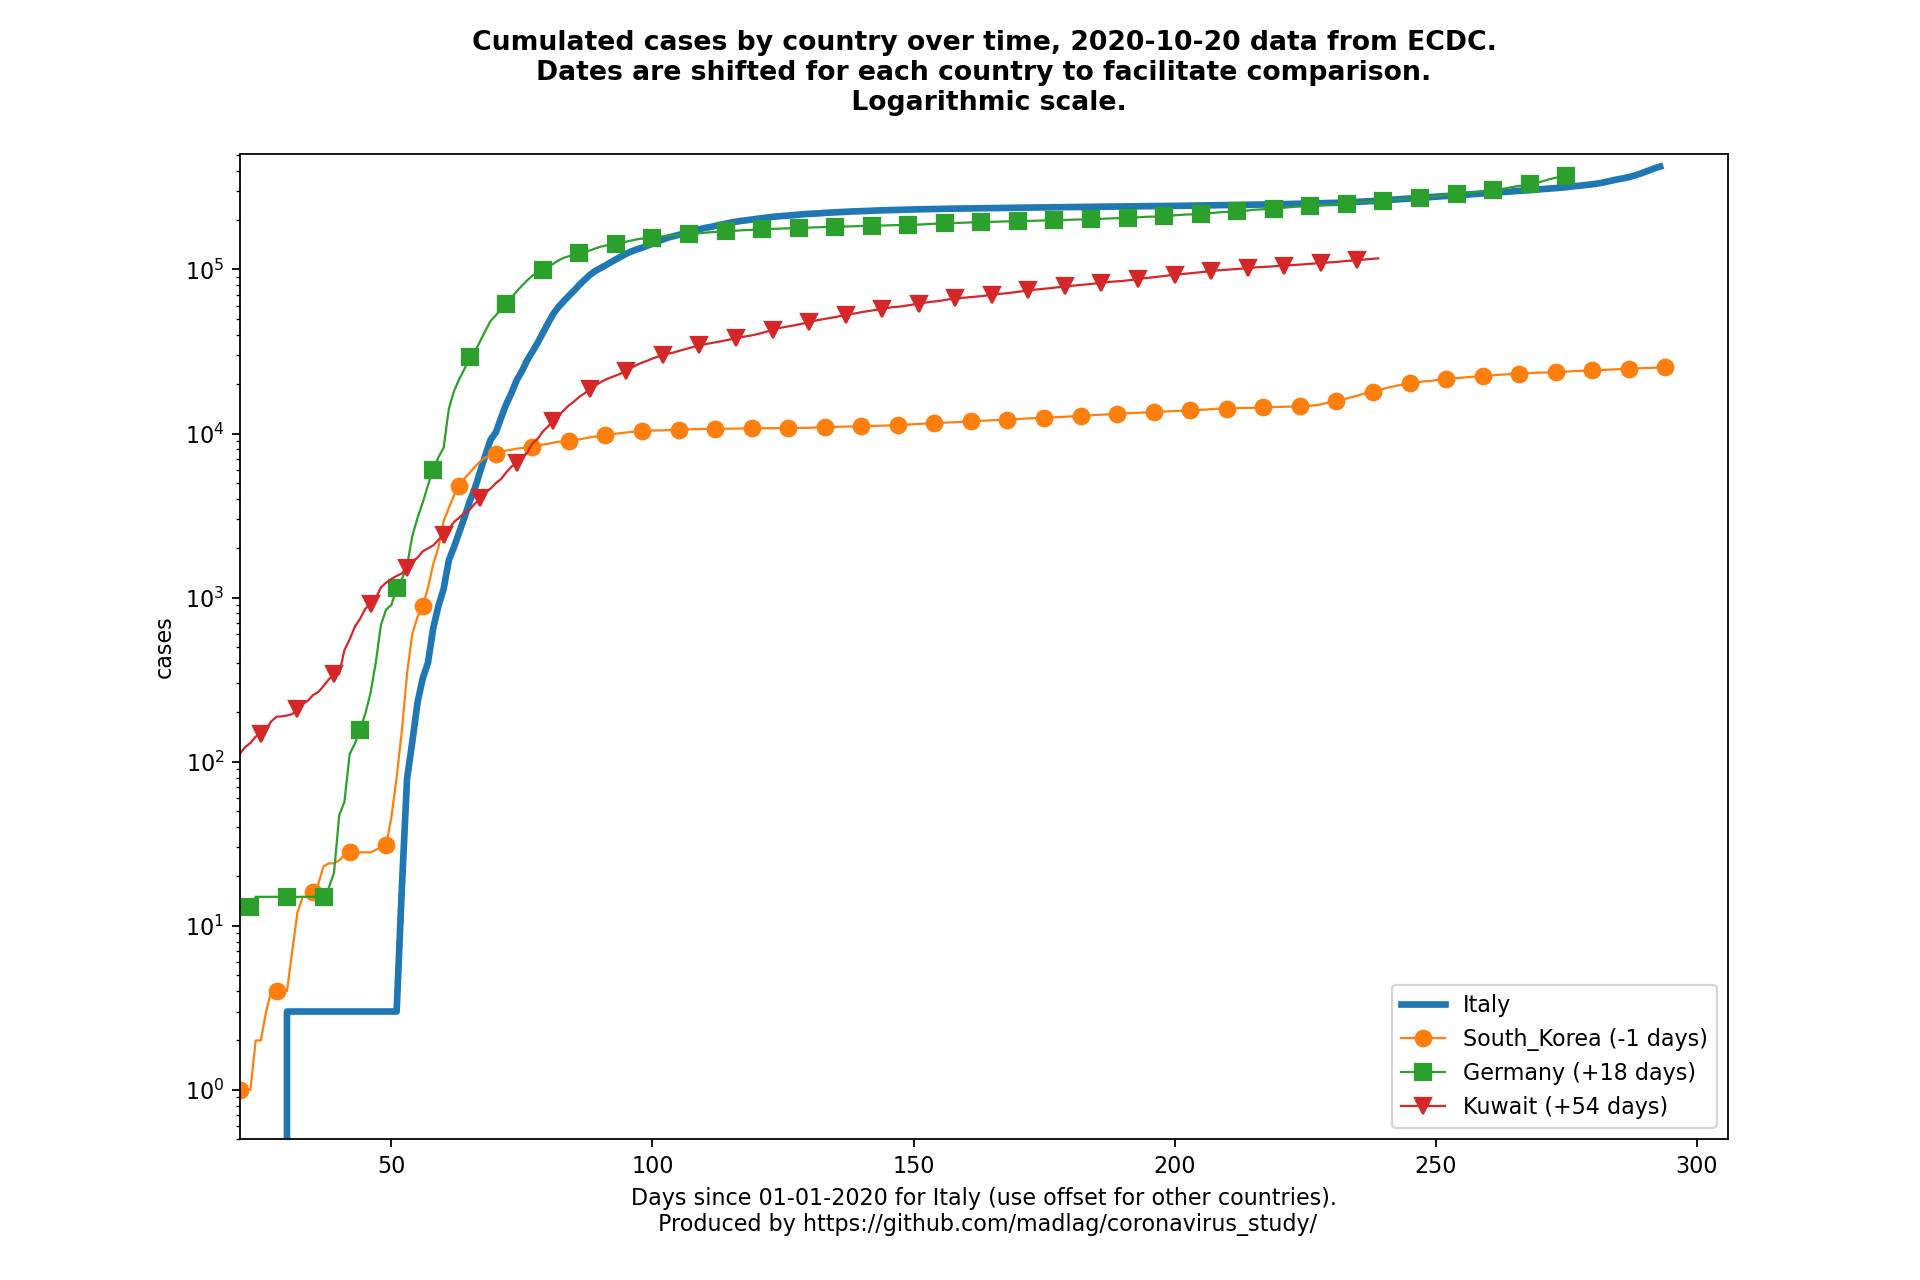 Cumulated cases by country over time, 2020-10-20 data from ECDC.
Dates are shifted for each country to facilitate comparison.
Logarithmic scale.
10^5
10^4
10^3
10^2
10^1
10^0
cases
Italy
South_Korea (-1 days)
Germany (+18 days)
Kuwait (+54 days)
50 100 150 200 250 300
Days since 01-01-2020 for Italy (use offset for other countries).
Produced by https://github.com/madlag/coronavirus_study/